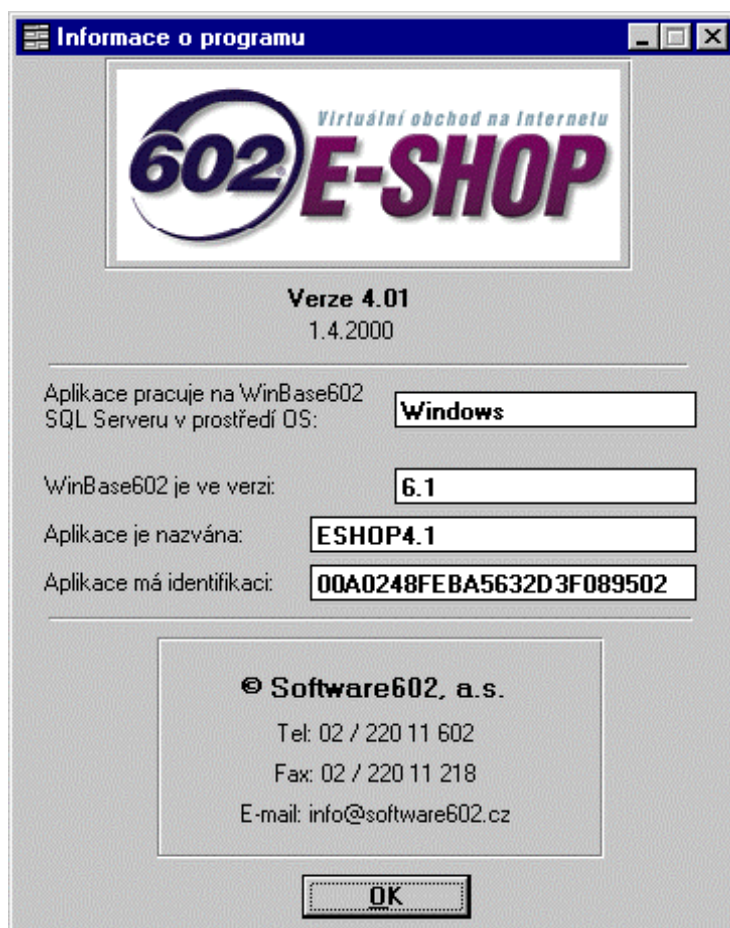 Informace o programu
Virtuální obchod na Internetu
602 E-SHOP
Verze 4.01
1.4.2000
Aplikace pracuje na WinBase602
SQL Serveru v prostředí OS: Windows
WinBase602 je ve verzi: 6.1
Aplikace je nazvána: ESHOP4.1
Aplikace má identifikaci: 00A0248FEBA5632D3F089502
© Software602, a.s.
Tel: 02 / 220 11 602
Fax: 02 / 220 11 218
E-mail: info@software602.cz
OK